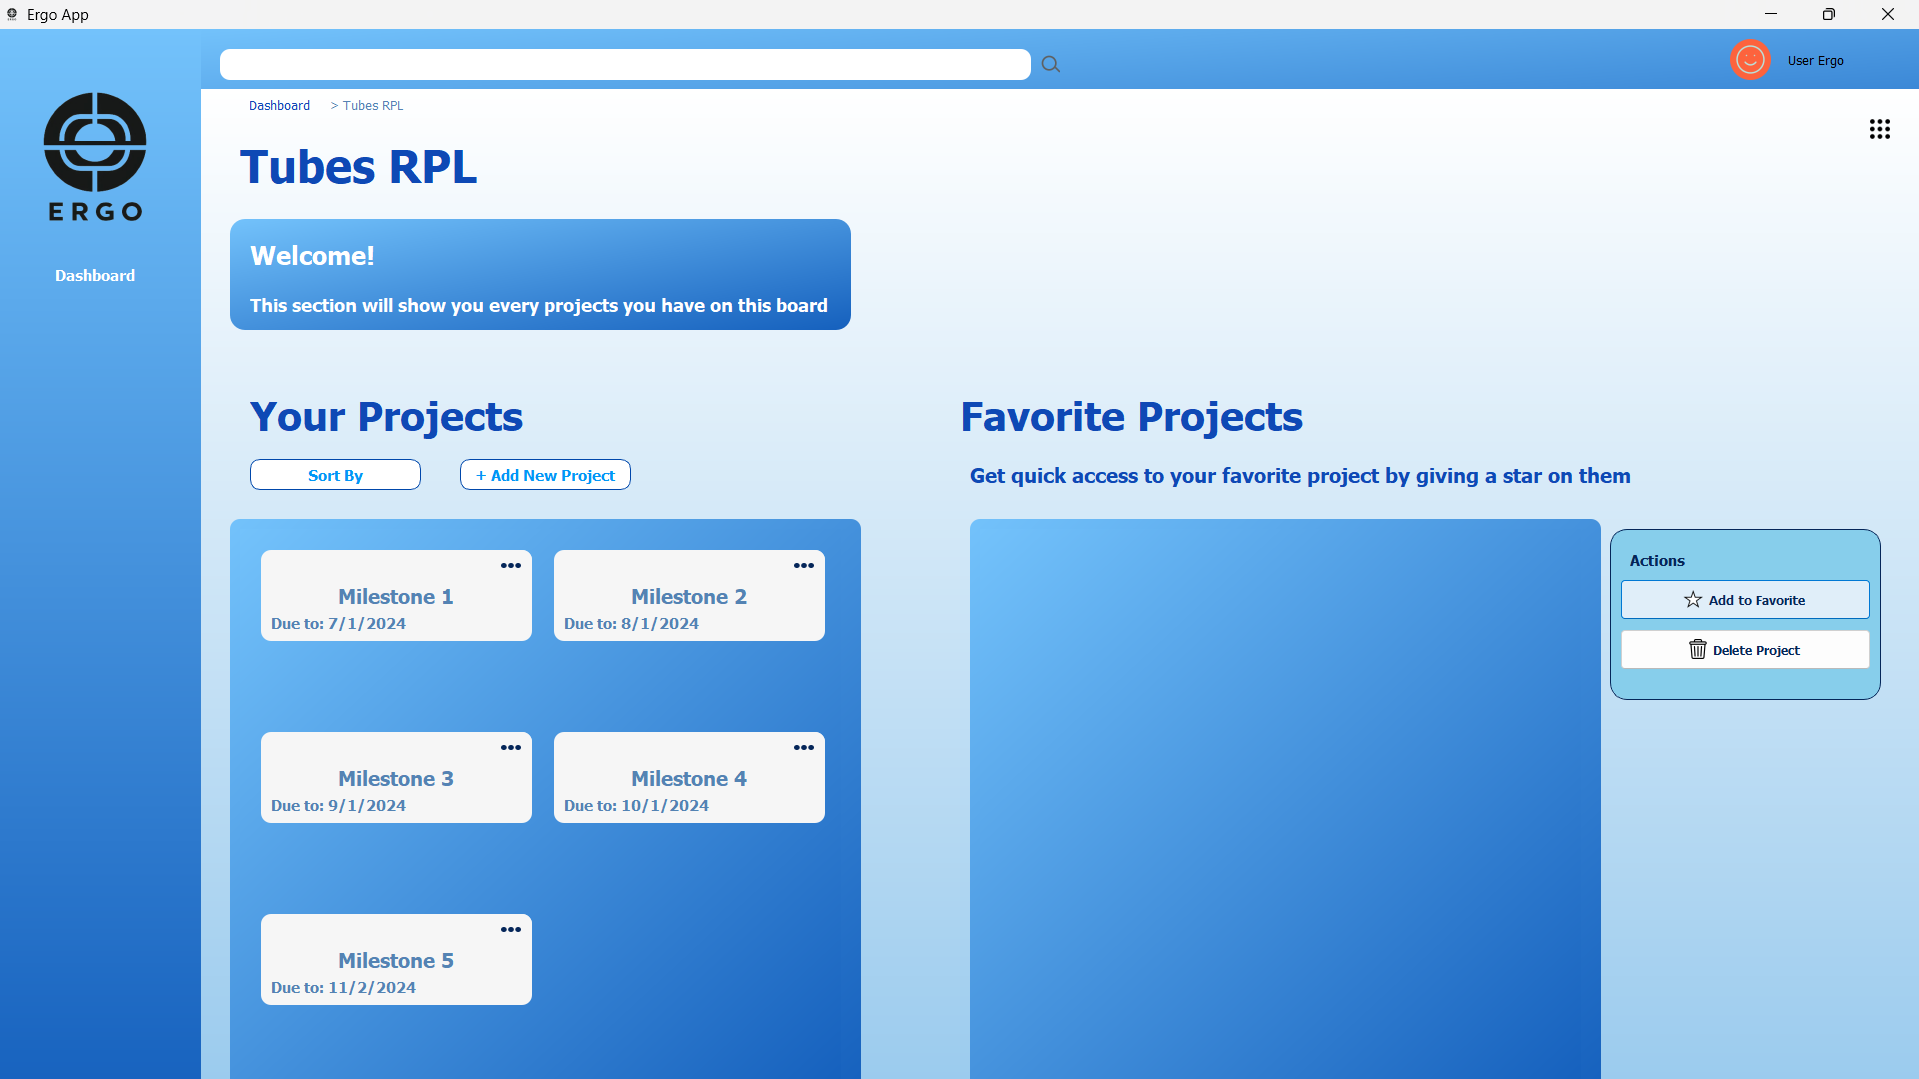 Ergo App
User Ergo
Dashboard > Tubes RPL
ERGO
Tubes RPL
Dashboard
Welcome!
This section will show you every projects you have on this board
Your Projects
Sort By
+ Add New Project
Favorite Projects
Get quick access to your favorite project by giving a star on them
Milestone 1
Due to: 7/1/2024
Milestone 2
Due to: 8/1/2024
Milestone 3
Due to: 9/1/2024
Milestone 4
Due to: 10/1/2024
Milestone 5
Due to: 11/2/2024
Actions
Add to Favorite
Delete Project